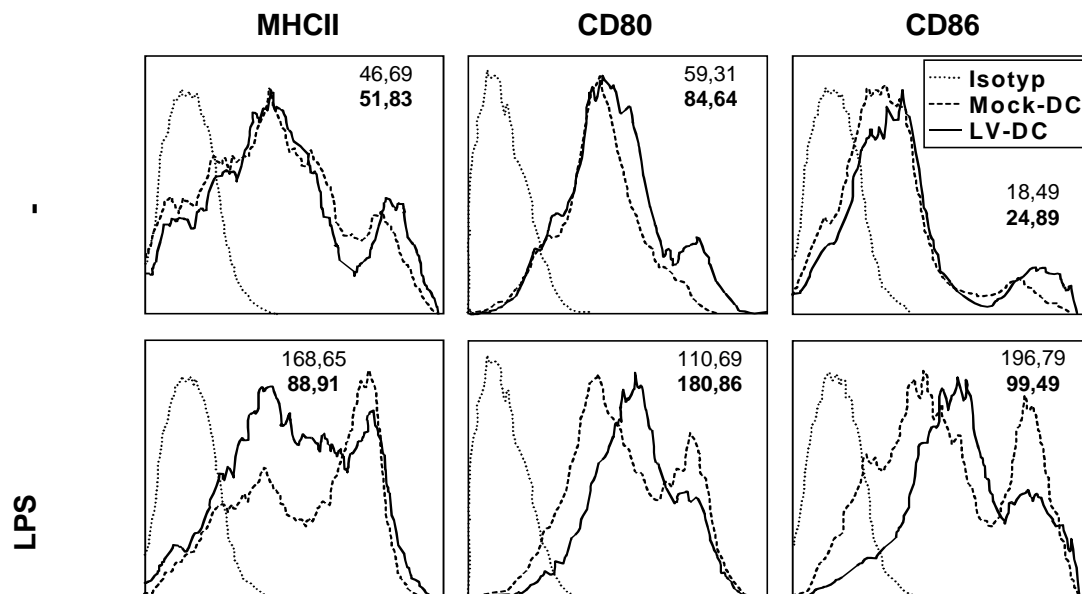 MHCII
CD80
CD86
46,69
51,83
59,31
84,64
Isotyp
Mock-DC
LV-DC
18,49
24,89
-
168,65
88,91
110,69
180,86
196,79
99,49
LPS